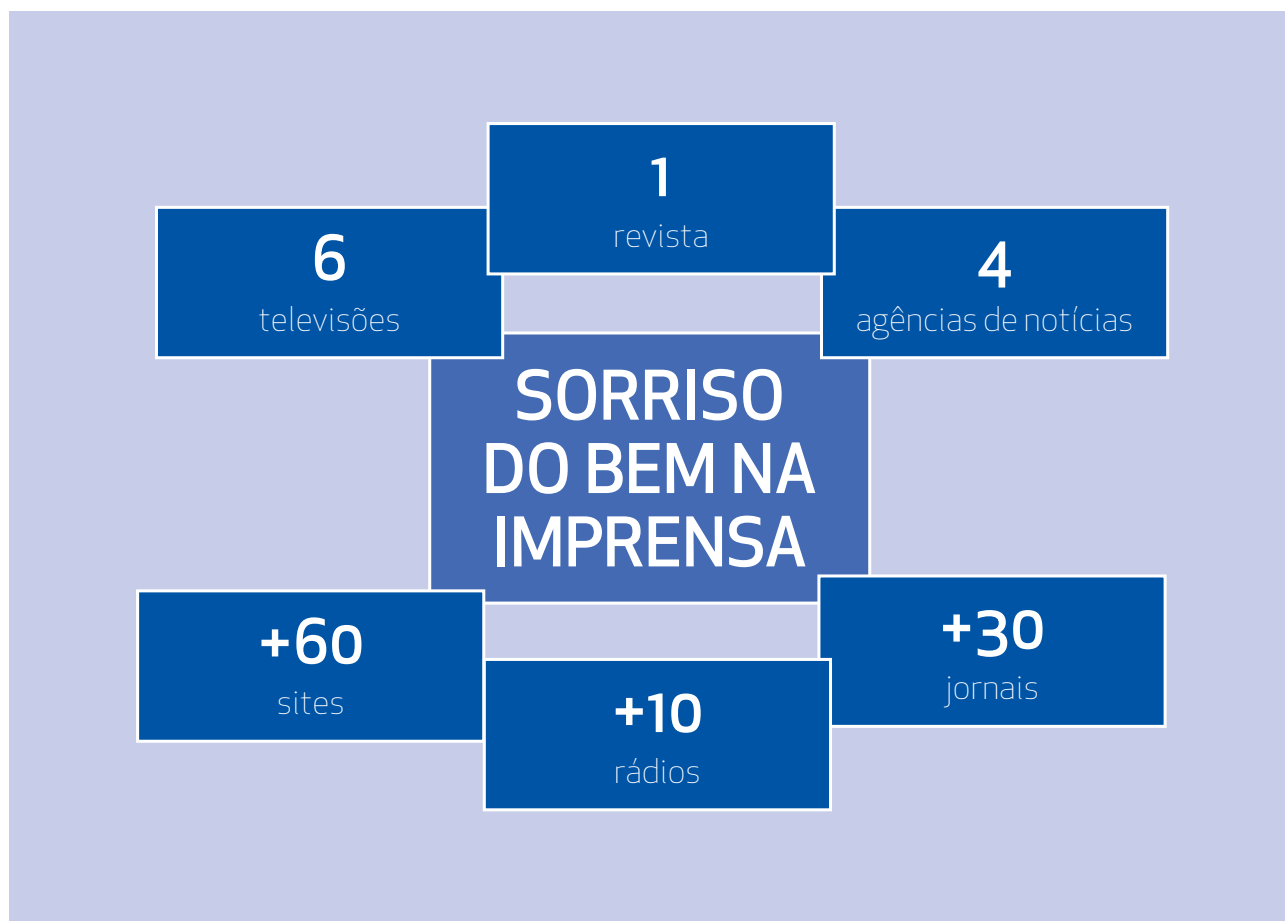 1
revista
6
televisões
4
agências de notícias
SORRISO
DO BEM NA
IMPRENSA
+60
sites
+10
rádios
+30
jornais